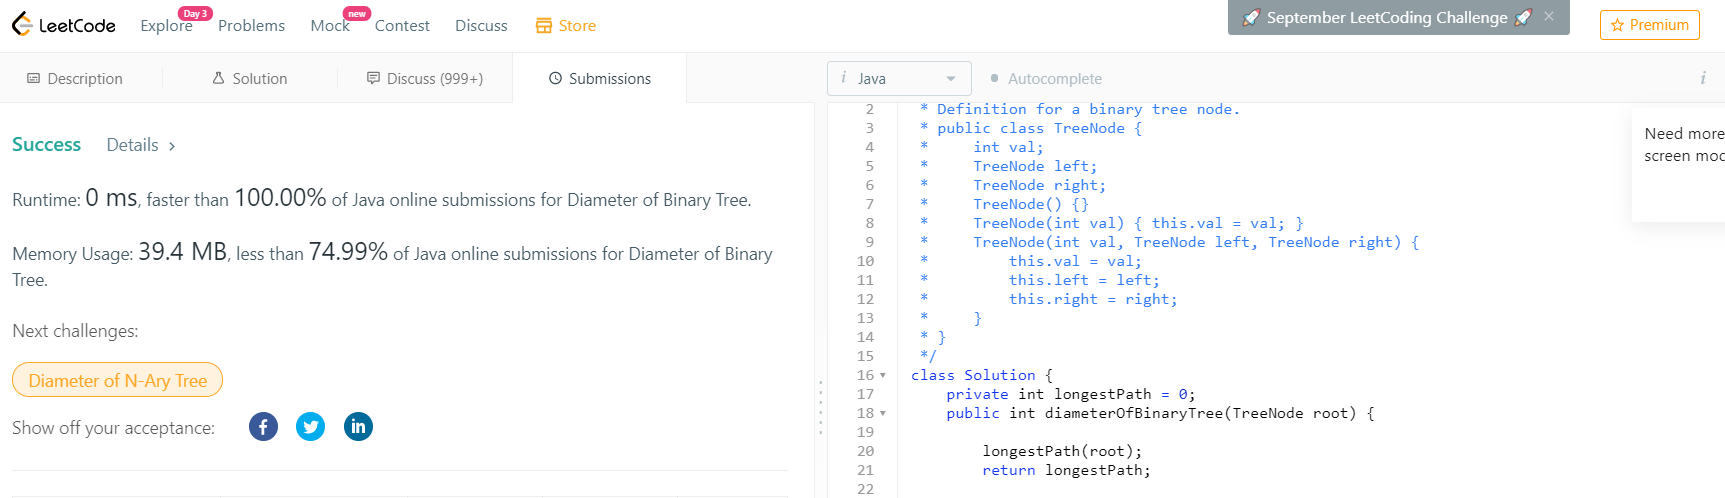 LeetCode Explore Day 3 Problems Mock new Contest Discuss Store 🚀 September LeetCoding Challenge 🚀 × Premium
Description Solution Discuss (999+) Submissions
i Java Autocomplete i
Success Details >
Runtime: 0 ms, faster than 100.00% of Java online submissions for Diameter of Binary Tree.
Memory Usage: 39.4 MB, less than 74.99% of Java online submissions for Diameter of Binary
Tree.
Next challenges:
Diameter of N-Ary Tree
Show off your acceptance:
2 * Definition for a binary tree node.
3 * public class TreeNode {
4 *     int val;
5 *     TreeNode left;
6 *     TreeNode right;
7 *     TreeNode() {}
8 *     TreeNode(int val) { this.val = val; }
9 *     TreeNode(int val, TreeNode left, TreeNode right) {
10 *         this.val = val;
11 *         this.left = left;
12 *         this.right = right;
13 *     }
14 * }
15 */
16 class Solution {
17     private int longestPath = 0;
18     public int diameterOfBinaryTree(TreeNode root) {
19
20         longestPath(root);
21         return longestPath;
22
Need more
screen mod